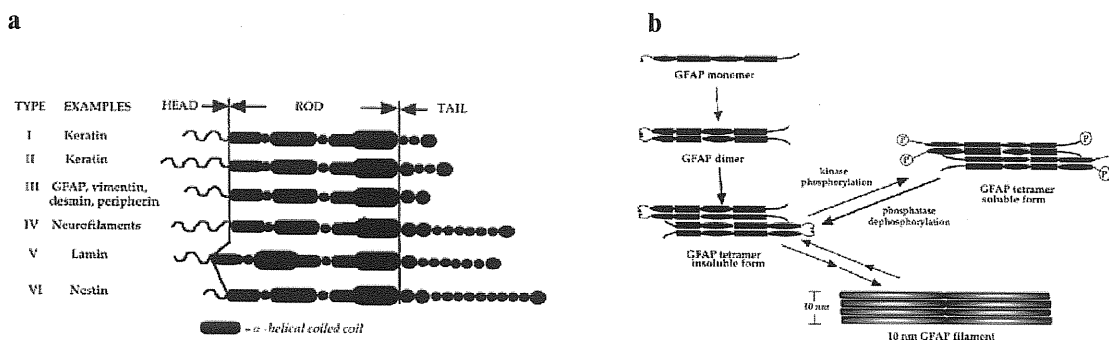 a
TYPE EXAMPLES HEAD ROD TAIL
I Keratin
II Keratin
III GFAP, vimentin,
desmin, peripherin
IV Neurofilaments
V Lamin
VI Nestin
= α-helical coiled coil
b
GFAP monomer
GFAP dimer
kinase
phosphorylation
P
P
P
P
GFAP tetramer
soluble form
phosphatase
dephosphorylation
GFAP tetramer
insoluble form
10 nm
10 nm GFAP filament